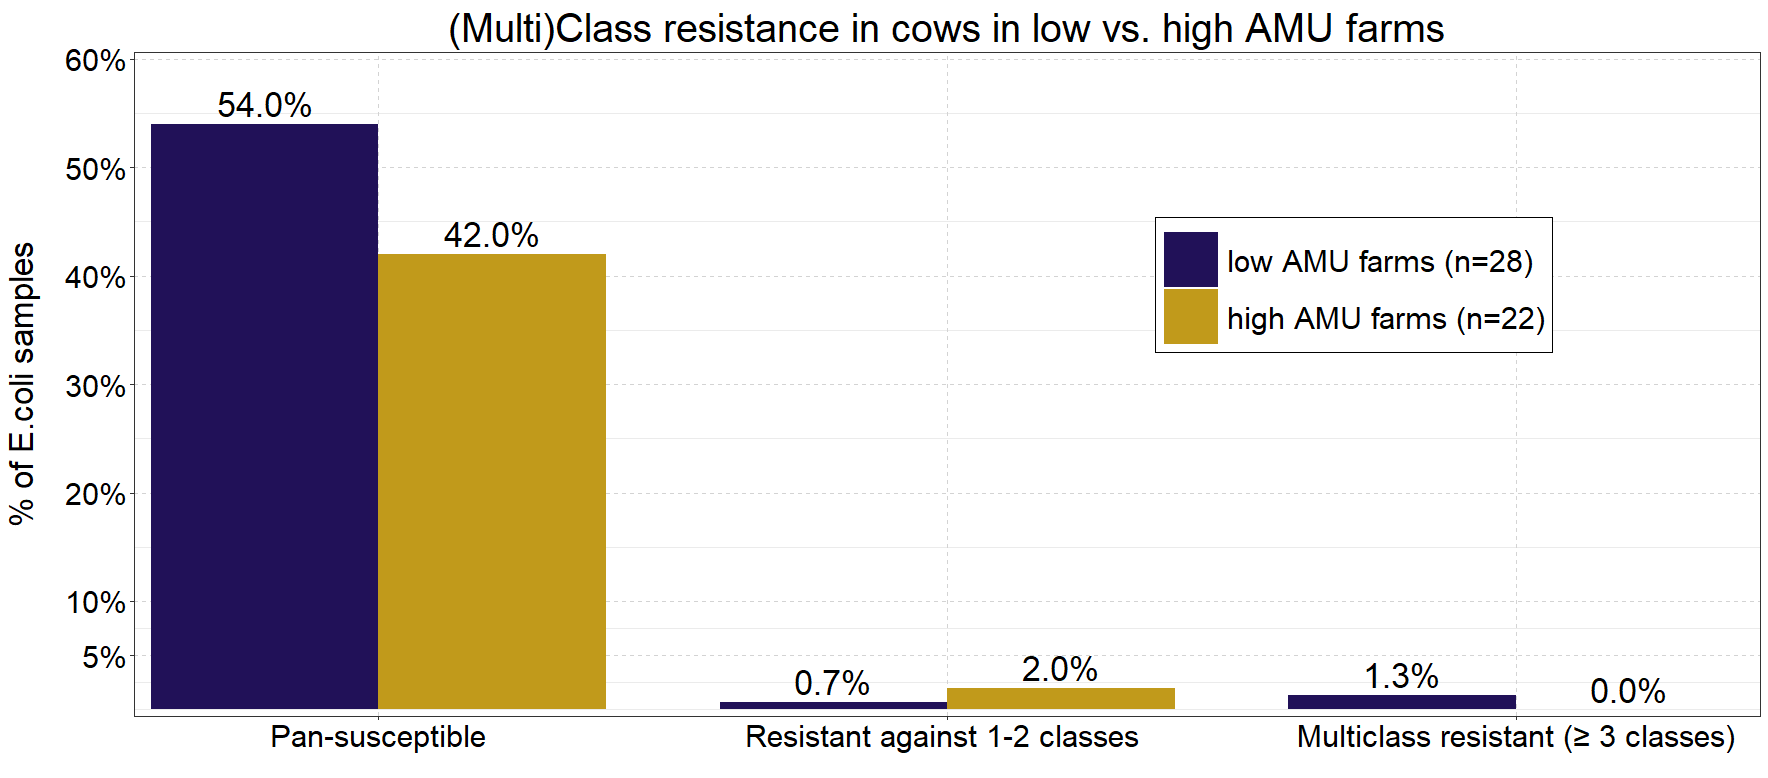 (Multi)Class resistance in cows in low vs. high AMU farms
% of E.coli samples
60%
50%
40%
30%
20%
10%
5%
54.0%
42.0%
0.7%
2.0%
1.3%
0.0%
low AMU farms (n=28)
high AMU farms (n=22)
Pan-susceptible
Resistant against 1-2 classes
Multiclass resistant (≥ 3 classes)